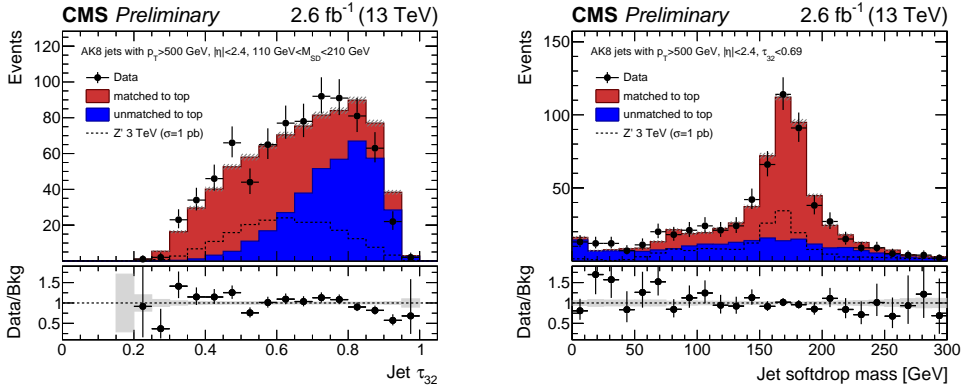 CMS Preliminary 2.6 fb⁻¹ (13 TeV)
Events
AK8 jets with p_T>500 GeV, |η|<2.4, 110 GeV<M_SD<210 GeV
Data
matched to top
unmatched to top
Z' 3 TeV (σ=1 pb)
120
100
80
60
40
20
Data/Bkg
1.5
1
0.5
0 0.2 0.4 0.6 0.8 1
Jet τ_32
CMS Preliminary 2.6 fb⁻¹ (13 TeV)
Events
AK8 jets with p_T>500 GeV, |η|<2.4, τ_32<0.69
Data
matched to top
unmatched to top
Z' 3 TeV (σ=1 pb)
150
100
50
Data/Bkg
1.5
1
0.5
0 50 100 150 200 250 300
Jet softdrop mass [GeV]